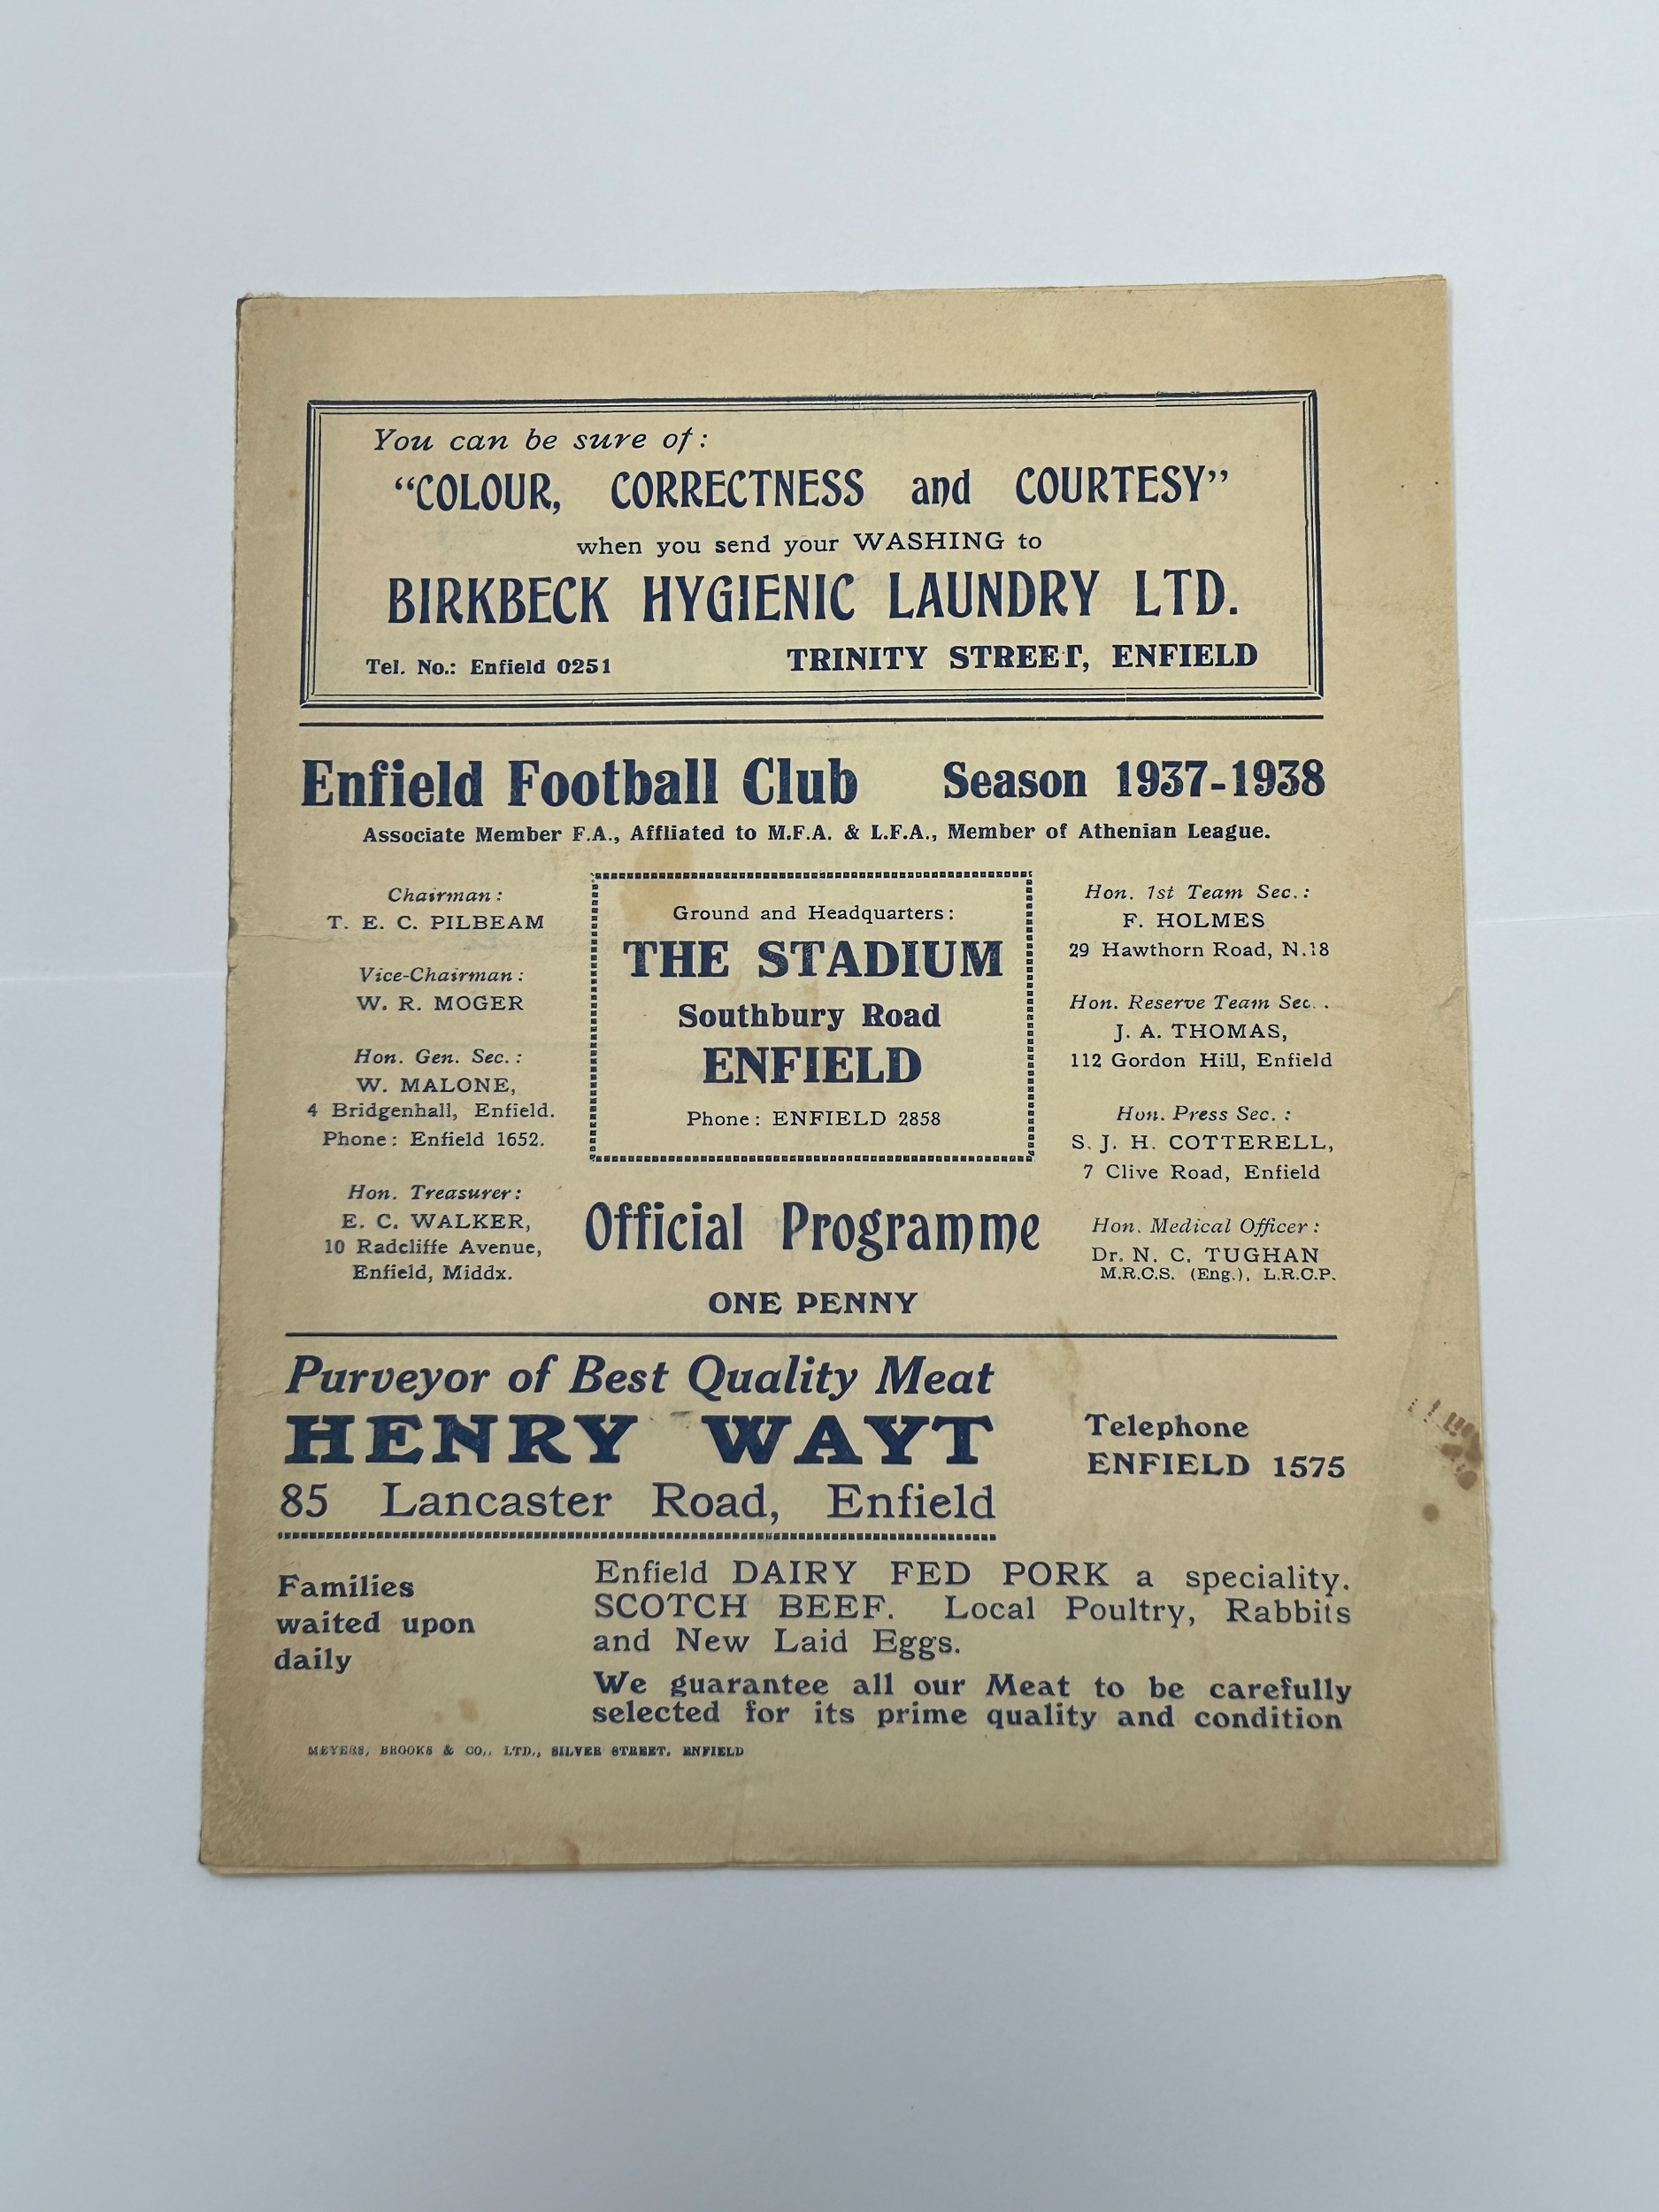 You can be sure of:
"COLOUR, CORRECTNESS and COURTESY"
when you send your WASHING to
BIRKBECK HYGIENIC LAUNDRY LTD.
Tel. No.: Enfield 0251 TRINITY STREET, ENFIELD
Enfield Football Club Season 1937-1938
Associate Member F.A., Affliated to M.F.A. & L.F.A., Member of Athenian League.
Chairman:
T. E. C. PILBEAM
Vice-Chairman:
W. R. MOGER
Hon. Gen. Sec.:
W. MALONE,
4 Bridgenhall, Enfield.
Phone: Enfield 1652.
Hon. Treasurer:
E. C. WALKER,
10 Radcliffe Avenue,
Enfield, Middx.
Ground and Headquarters:
THE STADIUM
Southbury Road
ENFIELD
Phone: ENFIELD 2858
Official Programme
ONE PENNY
Hon. 1st Team Sec.:
F. HOLMES
29 Hawthorn Road, N.18
Hon. Reserve Team Sec..
J. A. THOMAS,
112 Gordon Hill, Enfield
Hon. Press Sec.:
S. J. H. COTTERELL,
7 Clive Road, Enfield
Hon. Medical Officer:
Dr. N. C. TUGHAN
M.R.C.S. (Eng.), L.R.C.P.
Purveyor of Best Quality Meat
HENRY WAYT
85 Lancaster Road, Enfield
Telephone
ENFIELD 1575
Families
waited upon
daily
Enfield DAIRY FED PORK a speciality.
SCOTCH BEEF. Local Poultry, Rabbits
and New Laid Eggs.
We guarantee all our Meat to be carefully
selected for its prime quality and condition
MEYERS, BROOKS & CO., LTD., SILVER STREET, ENFIELD